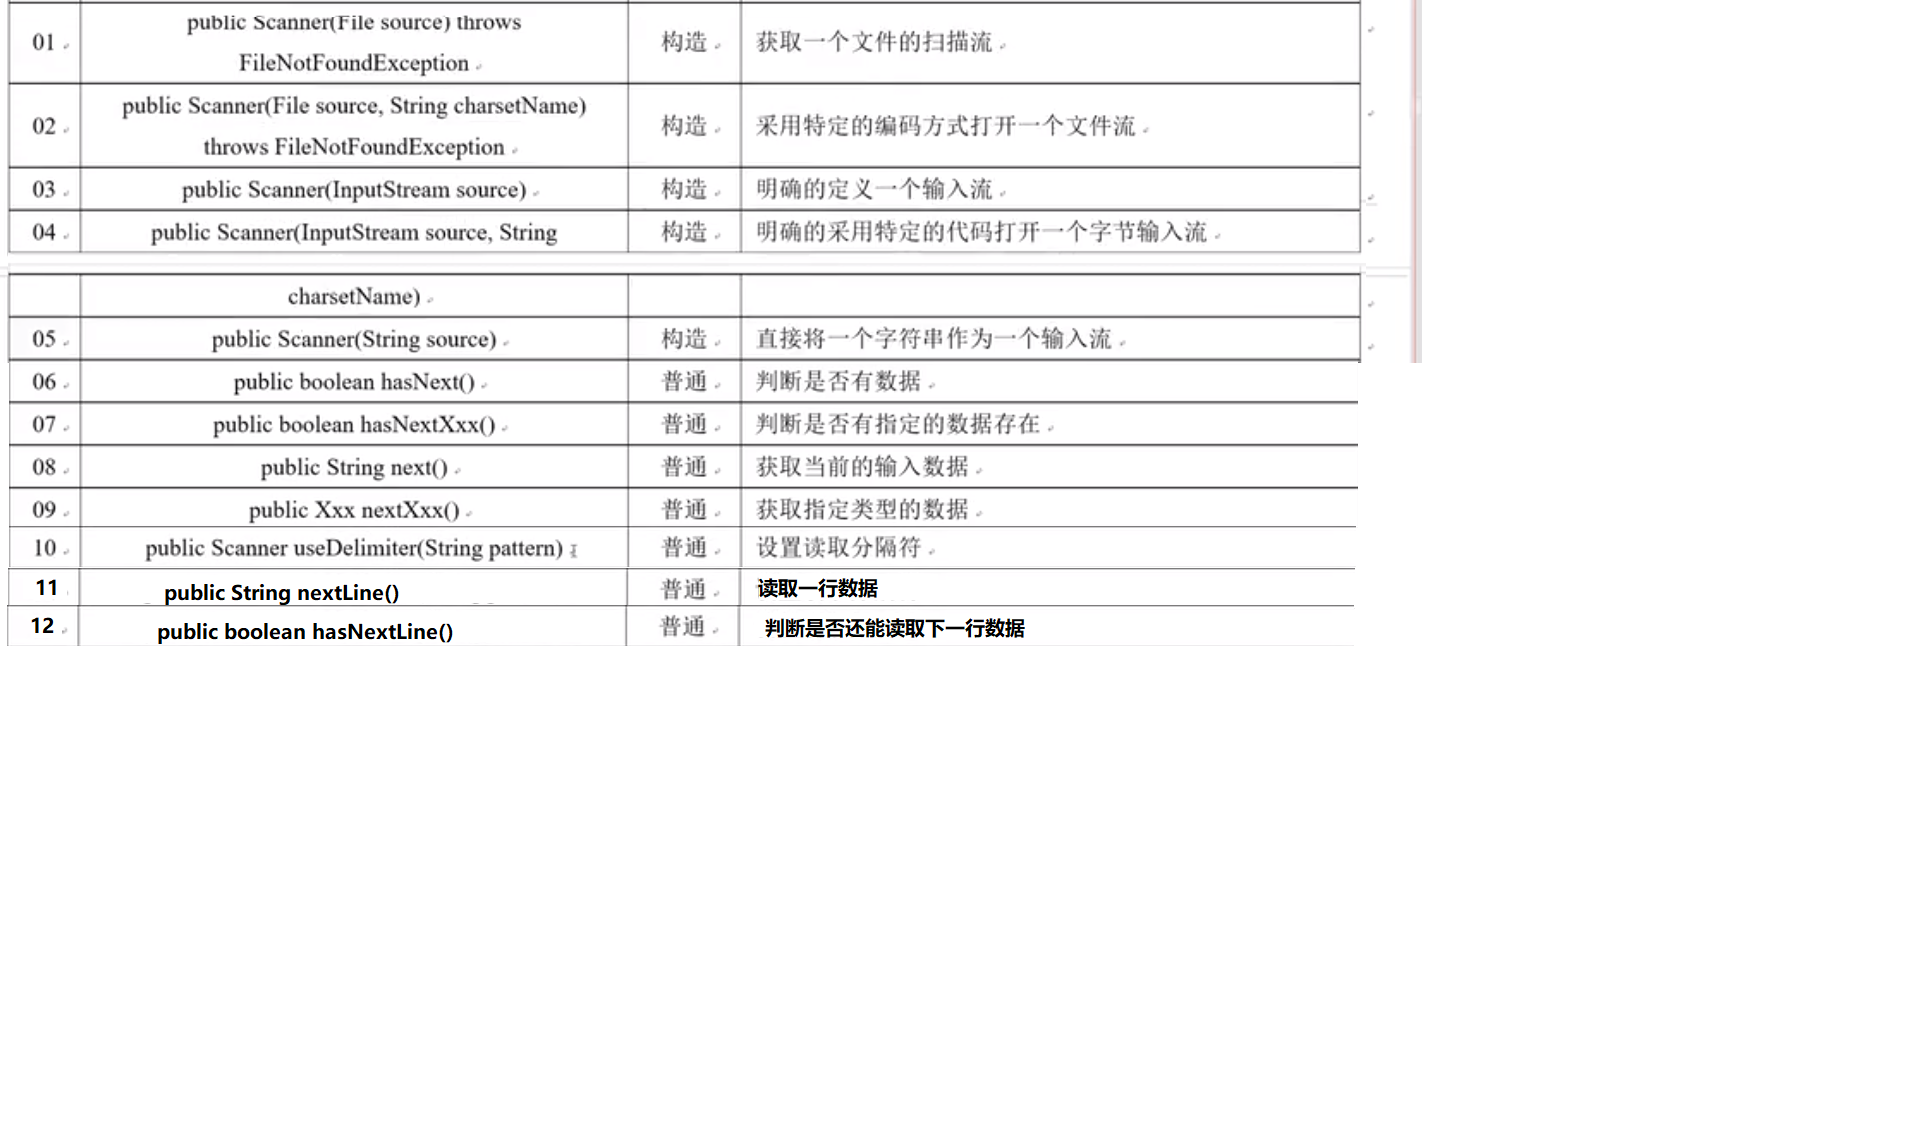 public Scanner(File source) throws
01 FileNotFoundException 构造 获取一个文件的扫描流
public Scanner(File source, String charsetName)
02 throws FileNotFoundException 构造 采用特定的编码方式打开一个文件流
03 public Scanner(InputStream source) 构造 明确的定义一个输入流
04 public Scanner(InputStream source, String 构造 明确的采用特定的代码打开一个字节输入流
charsetName)
05 public Scanner(String source) 构造 直接将一个字符串作为一个输入流
06 public boolean hasNext() 普通 判断是否有数据
07 public boolean hasNextXxx() 普通 判断是否有指定的数据存在
08 public String next() 普通 获取当前的输入数据
09 public Xxx nextXxx() 普通 获取指定类型的数据
10 public Scanner useDelimiter(String pattern) 普通 设置读取分隔符
11 public String nextLine() 普通 读取一行数据
12 public boolean hasNextLine() 普通 判断是否还能读取下一行数据